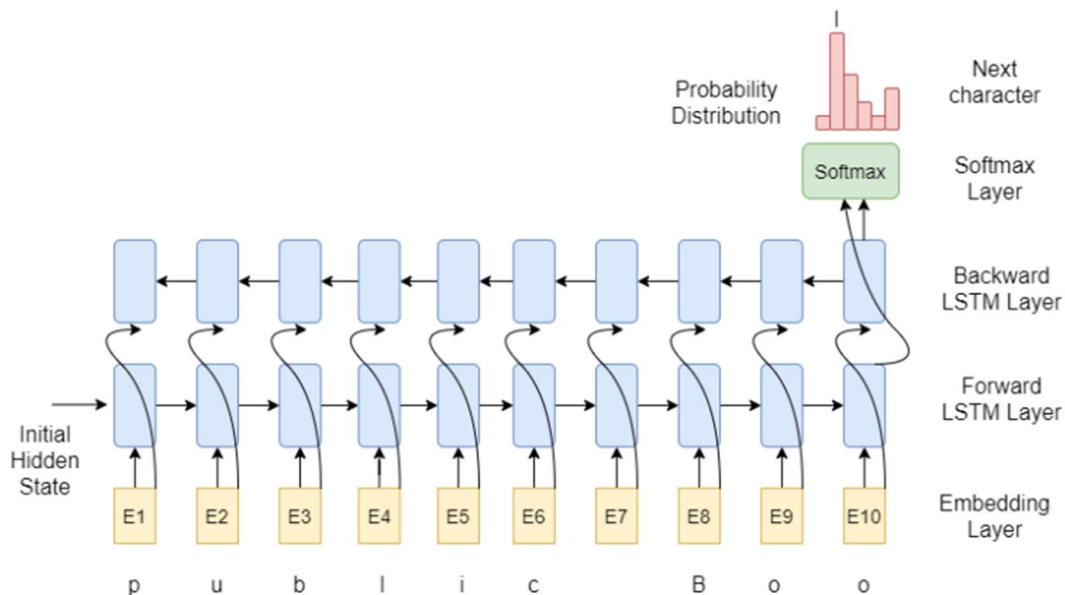 l
Probability
Distribution
Next
character
Softmax
Softmax
Layer
Backward
LSTM Layer
Forward
LSTM Layer
Initial
Hidden
State
E1 E2 E3 E4 E5 E6 E7 E8 E9 E10
Embedding
Layer
p u b l i c B o o